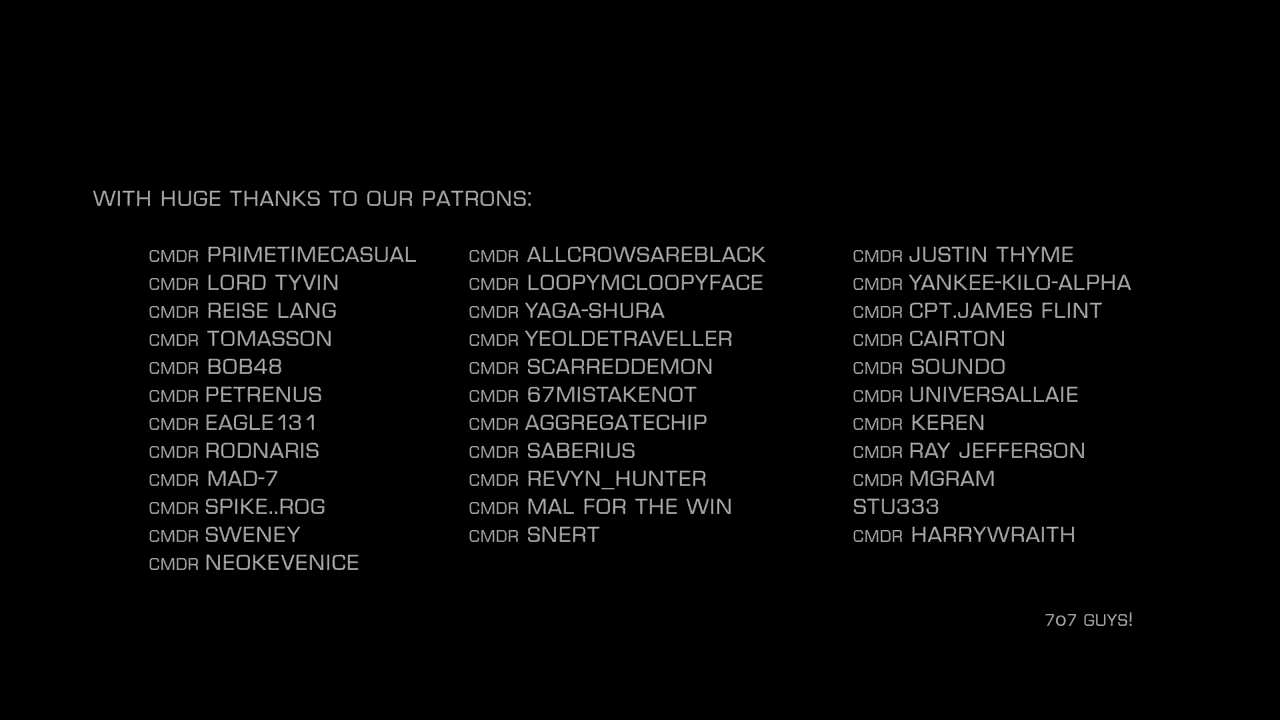 WITH HUGE THANKS TO OUR PATRONS:
CMDR PRIMETIMECASUAL
CMDR LORD TYVIN
CMDR REISE LANG
CMDR TOMASSON
CMDR BOB48
CMDR PETRENUS
CMDR EAGLE131
CMDR RODNARIS
CMDR MAD-7
CMDR SPIKE..ROG
CMDR SWENEY
CMDR NEOKEVENICE
CMDR ALLCROWSAREBLACK
CMDR LOOPYMCLOOPYFACE
CMDR YAGA-SHURA
CMDR YEOLDETRAVELLER
CMDR SCARREDDEMON
CMDR 67MISTAKENOT
CMDR AGGREGATECHIP
CMDR SABERIUS
CMDR REVYN_HUNTER
CMDR MAL FOR THE WIN
CMDR SNERT
CMDR JUSTIN THYME
CMDR YANKEE-KILO-ALPHA
CMDR CPT.JAMES FLINT
CMDR CAIRTON
CMDR SOUNDO
CMDR UNIVERSALLAIE
CMDR KEREN
CMDR RAY JEFFERSON
CMDR MGRAM
STU333
CMDR HARRYWRAITH
7o7 GUYS!